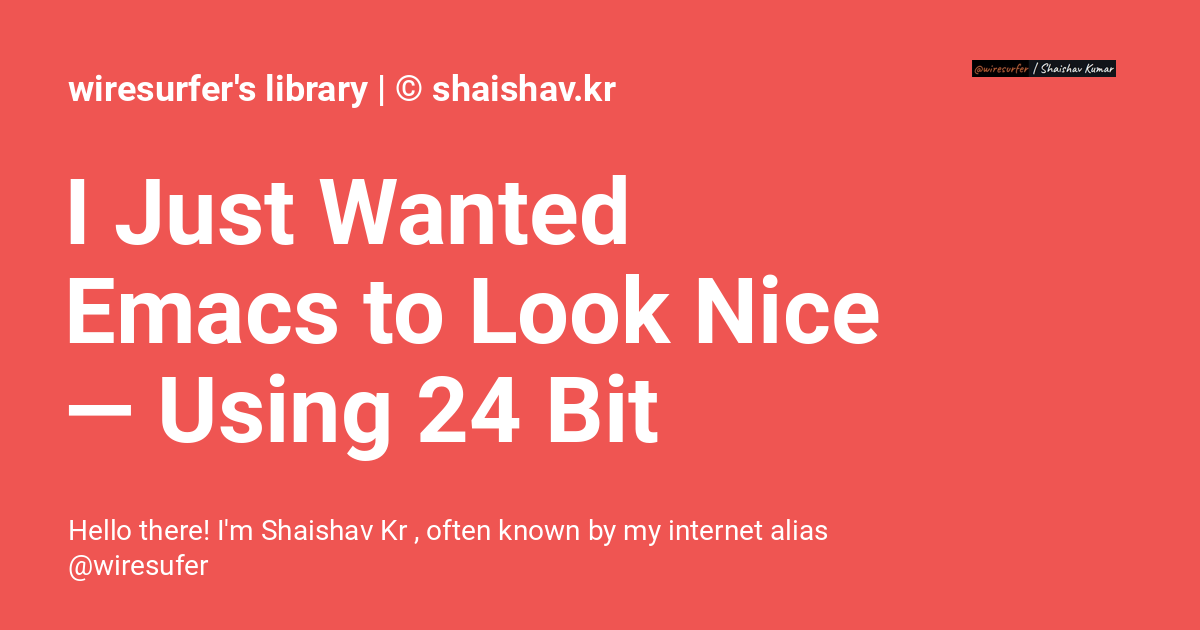 wiresurfer's library | © shaishav.kr
@wiresurfer | Shaishav Kumar
I Just Wanted
Emacs to Look Nice
— Using 24 Bit
Hello there! I'm Shaishav Kr , often known by my internet alias
@wiresufer